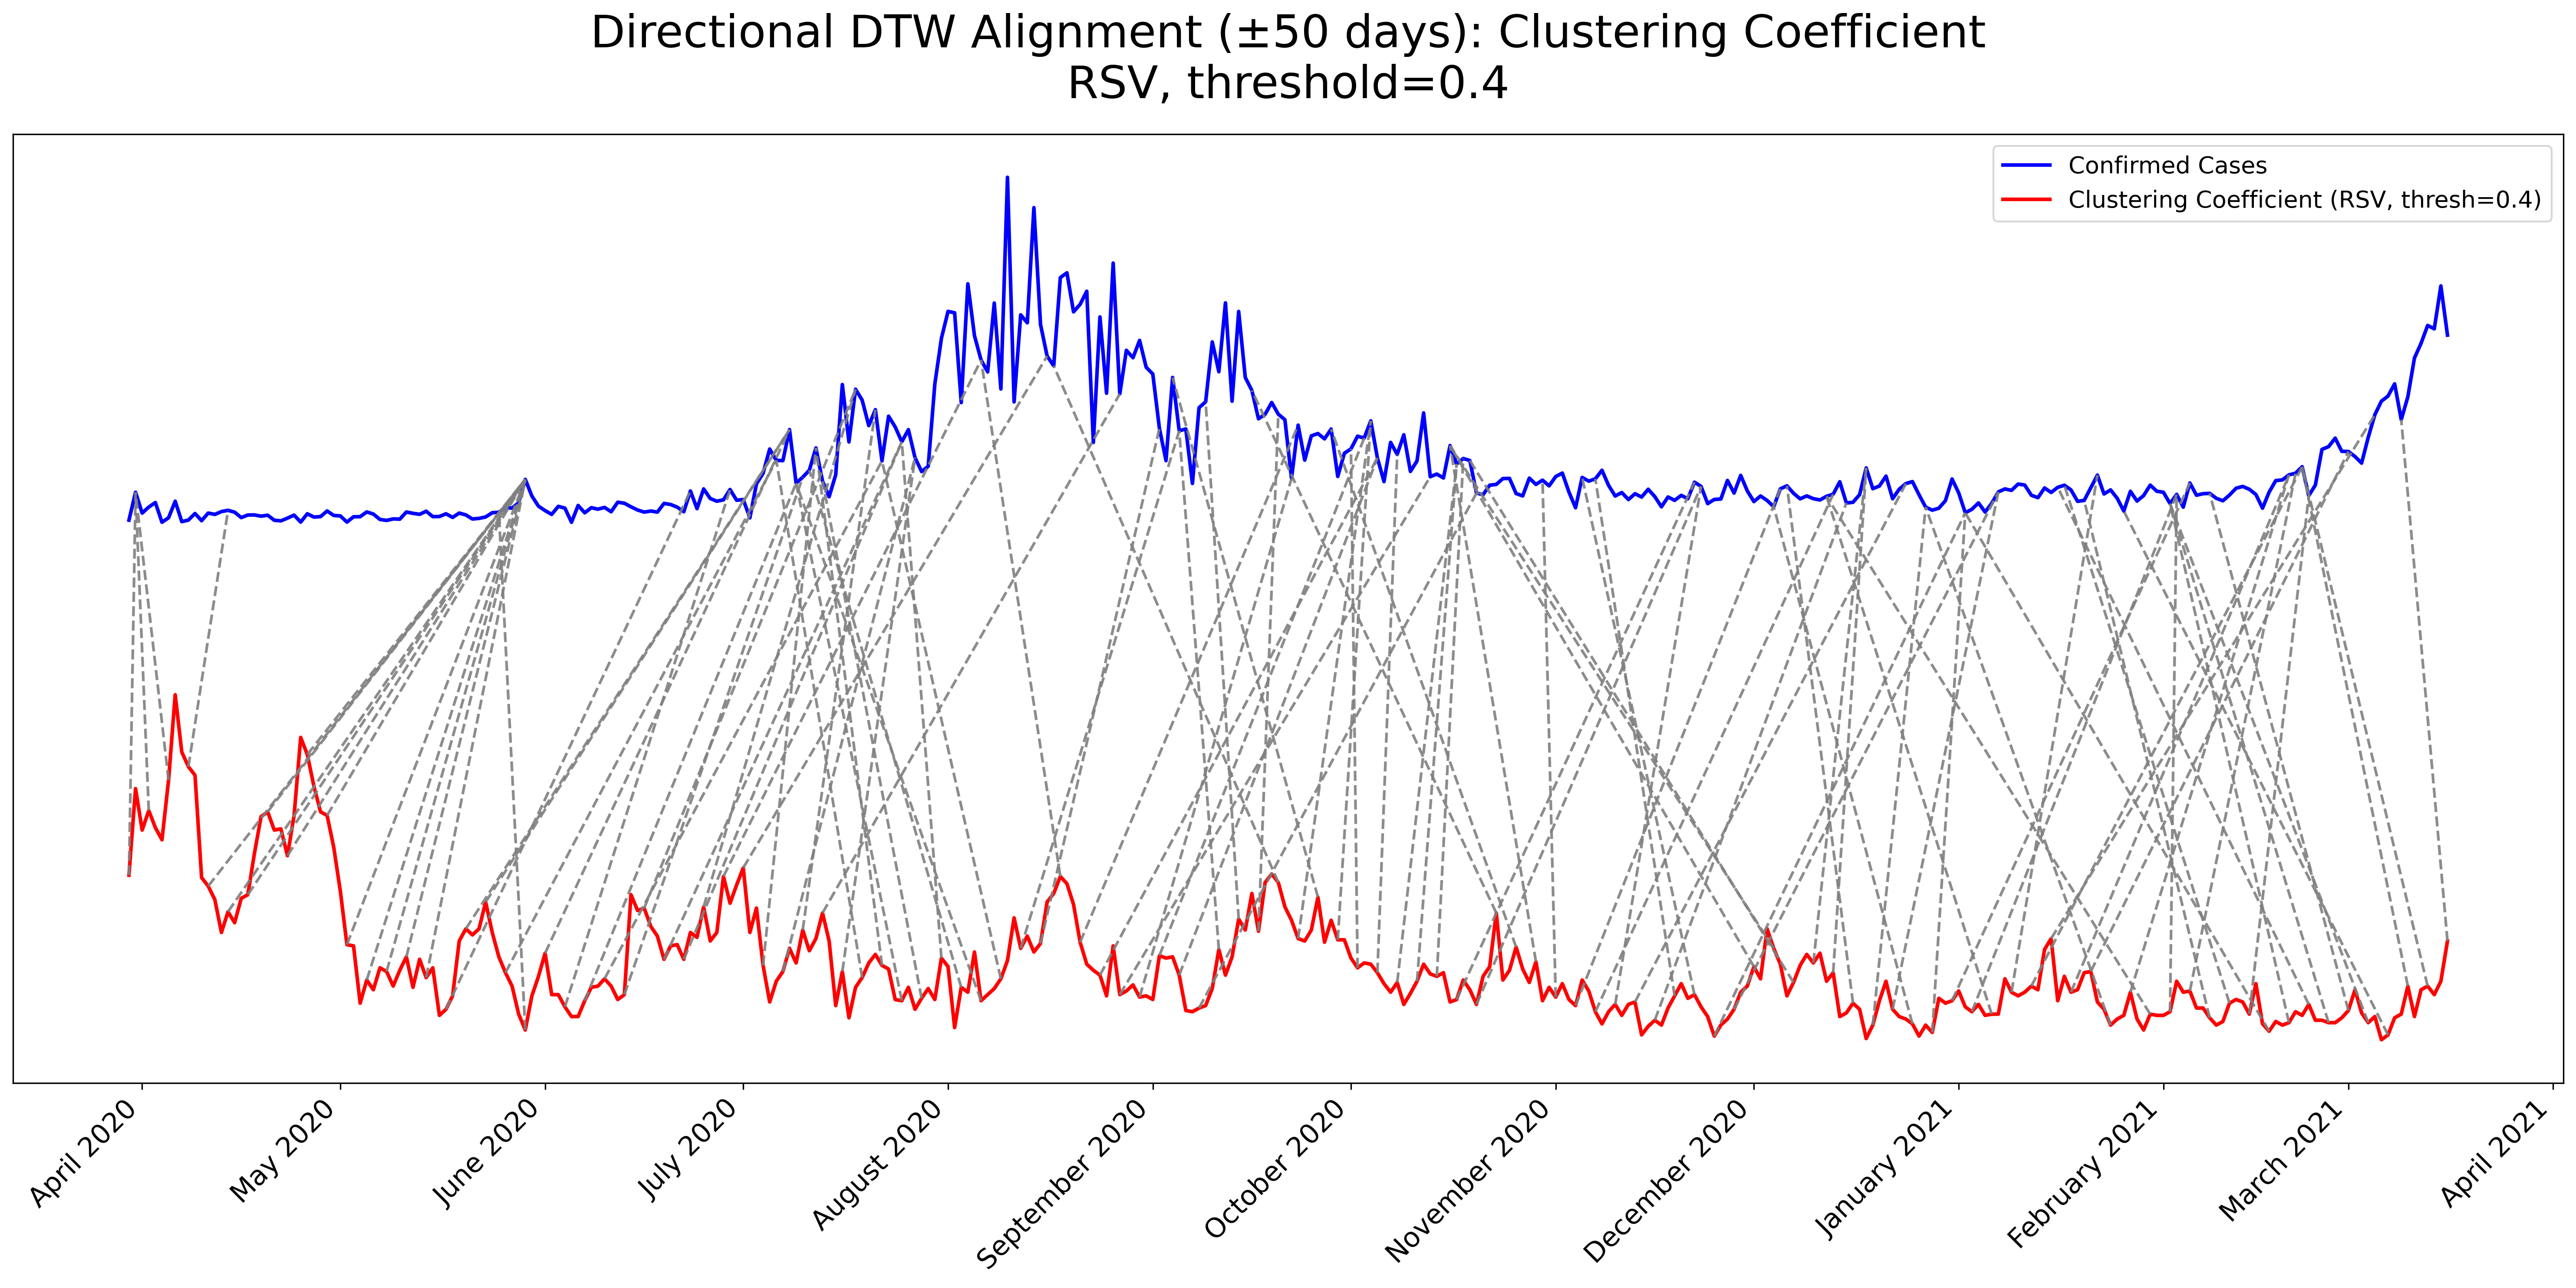 Directional DTW Alignment (±50 days): Clustering Coefficient
RSV, threshold=0.4
Confirmed Cases
Clustering Coefficient (RSV, thresh=0.4)
April 2020
May 2020
June 2020
July 2020
August 2020
September 2020
October 2020
November 2020
December 2020
January 2021
February 2021
March 2021
April 2021